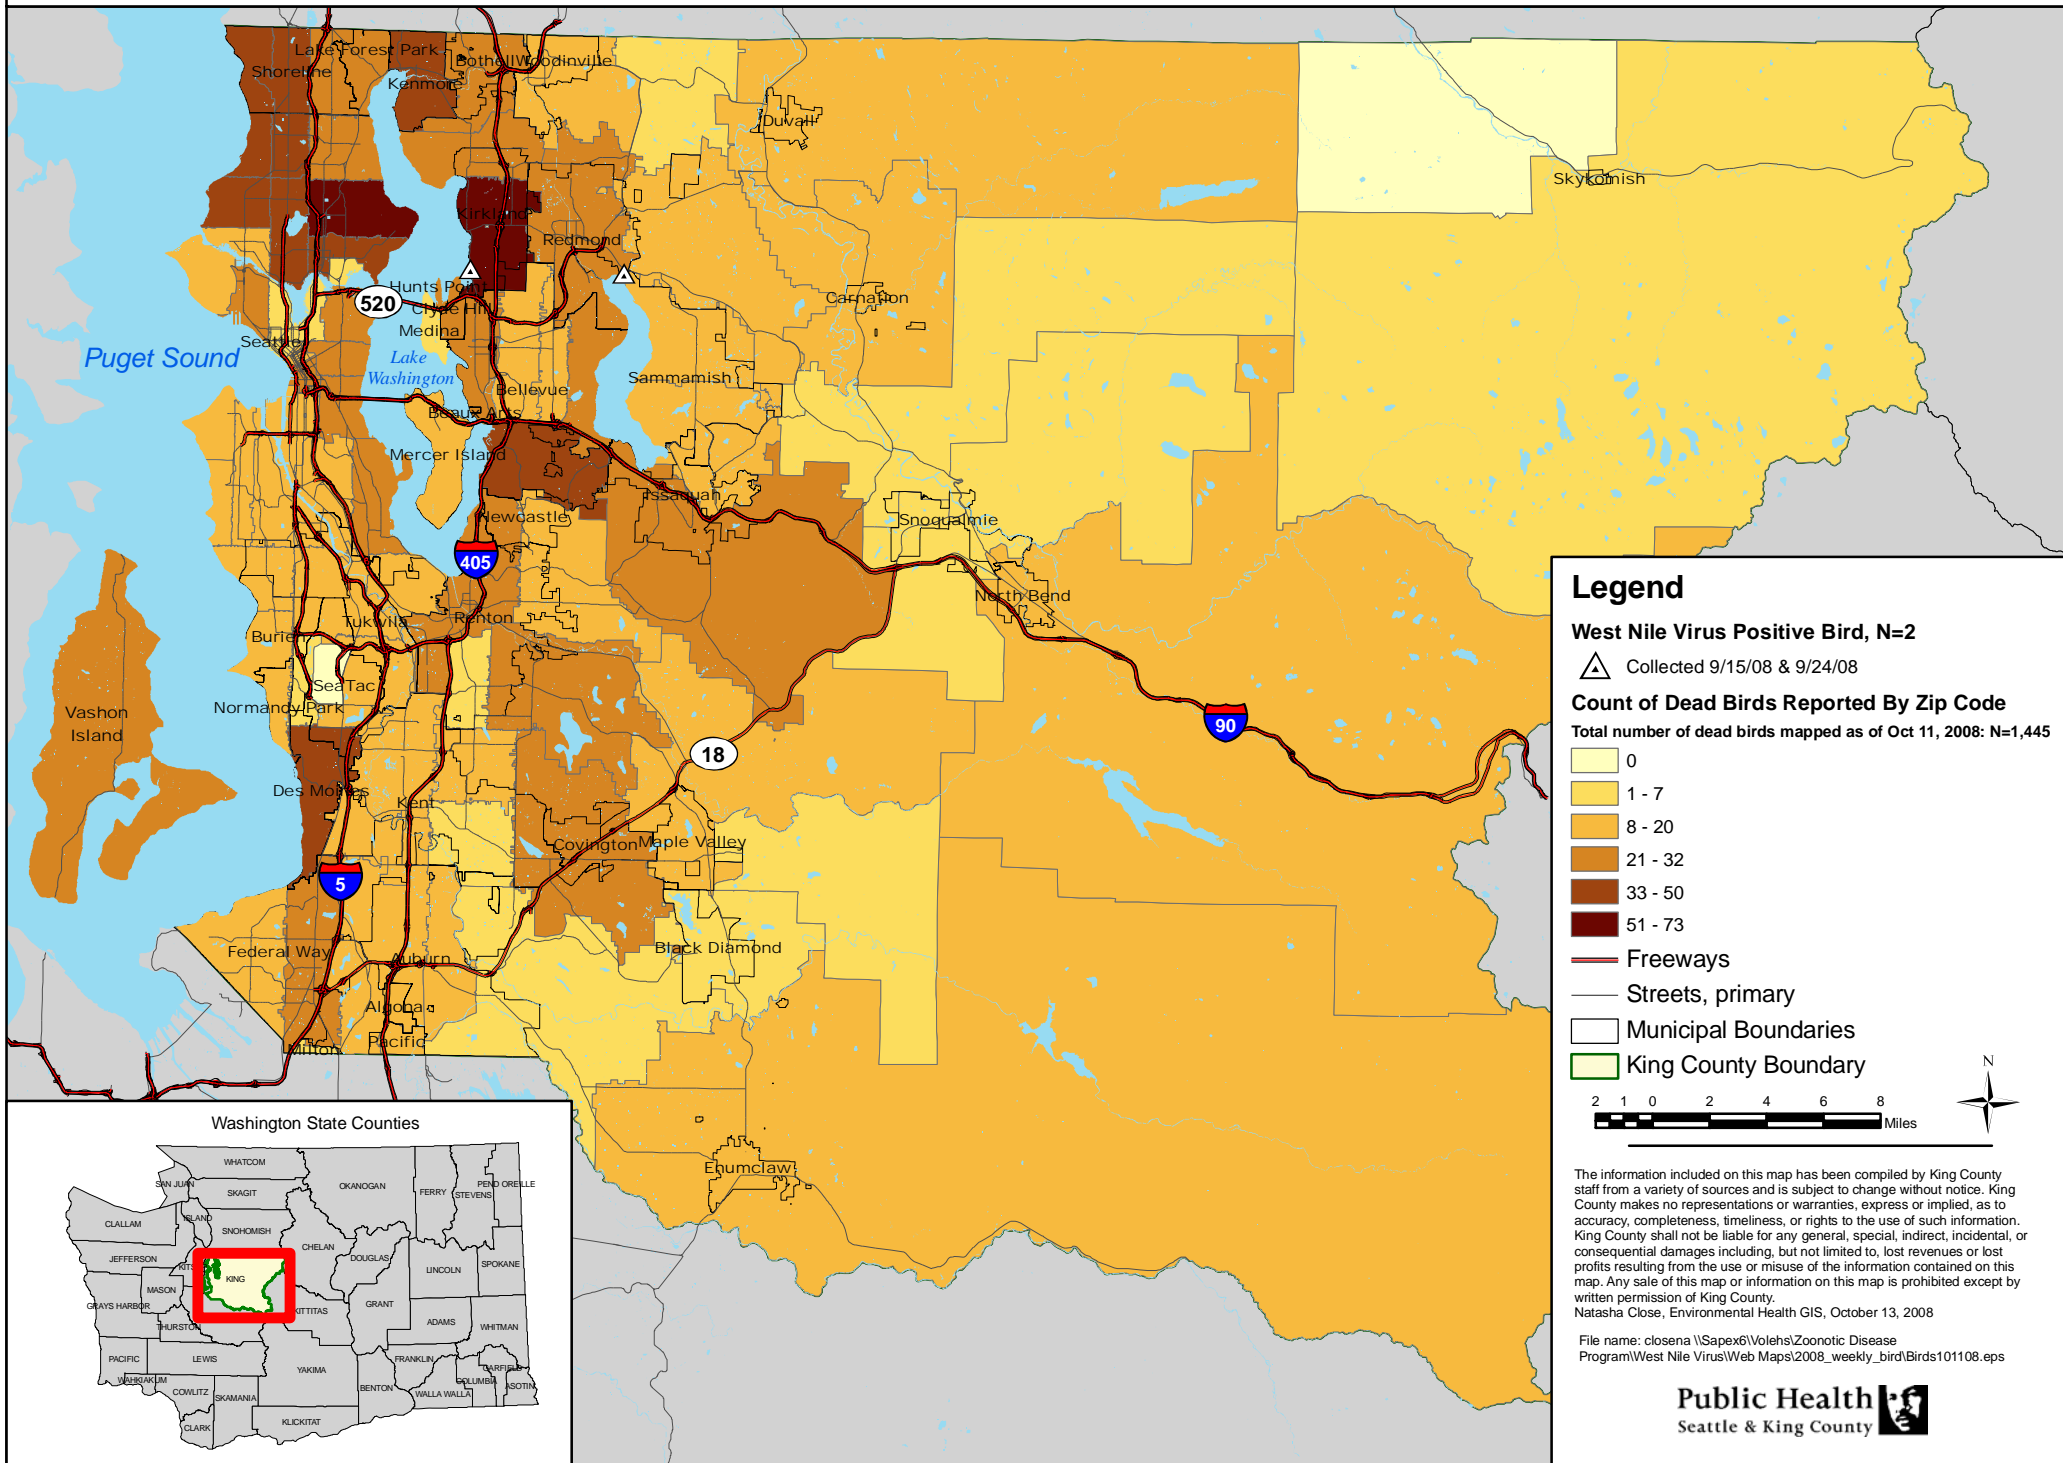 Lake Forest Park
Shoreline
Kenmore
Bothell
Woodinville
Duvall
Skykomish
Kirkland
Redmond
Hunts Point
Clyde Hill
Medina
520
Carnation
Seattle
Puget Sound
Lake
Washington
Bellevue
Sammamish
Beaux Arts
Mercer Island
Issaquah
Newcastle
Snoqualmie
405
North Bend
Renton
Tukwila
Burien
SeaTac
Normandy Park
Vashon
Island
90
18
Des Moines
Kent
Covington
Maple Valley
5
Federal Way
Auburn
Black Diamond
Algona
Pacific
Milton
Enumclaw
Legend
West Nile Virus Positive Bird, N=2
Collected 9/15/08 & 9/24/08
Count of Dead Birds Reported By Zip Code
Total number of dead birds mapped as of Oct 11, 2008: N=1,445
0
1 - 7
8 - 20
21 - 32
33 - 50
51 - 73
Freeways
Streets, primary
Municipal Boundaries
King County Boundary
N
2 1 0 2 4 6 8
Miles
The information included on this map has been compiled by King County
staff from a variety of sources and is subject to change without notice. King
County makes no representations or warranties, express or implied, as to
accuracy, completeness, timeliness, or rights to the use of such information.
King County shall not be liable for any general, special, indirect, incidental, or
consequential damages including, but not limited to, lost revenues or lost
profits resulting from the use or misuse of the information contained on this
map. Any sale of this map or information on this map is prohibited except by
written permission of King County.
Natasha Close, Environmental Health GIS, October 13, 2008
File name: closena \\Sapex6\Volehs\Zoonotic Disease
Program\West Nile Virus\Web Maps\2008_weekly_bird\Birds101108.eps
Public Health
Seattle & King County
Washington State Counties
WHATCOM
SAN JUAN
SKAGIT
OKANOGAN
FERRY
STEVENS
PEND OREILLE
CLALLAM
ISLAND
SNOHOMISH
CHELAN
JEFFERSON
DOUGLAS
KITS
KING
LINCOLN
SPOKANE
MASON
GRAYS HARBOR
KITTITAS
GRANT
THURSTON
ADAMS
WHITMAN
PACIFIC
LEWIS
YAKIMA
FRANKLIN
GARFIELD
WAHKIAKUM
COWLITZ
SKAMANIA
BENTON
WALLA WALLA
COLUMBIA
ASOTIN
CLARK
KLICKITAT